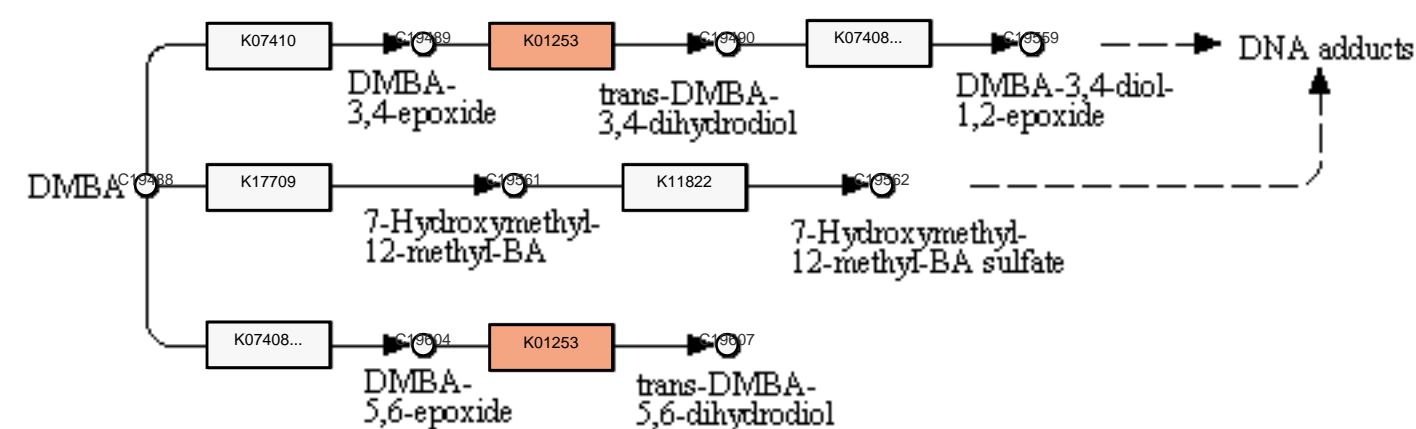 K07410
C19489
K01253
C19490
K07408...
C19559
DNA adducts
DMBA-
3,4-epoxide
trans-DMBA-
3,4-dihydrodiol
DMBA-3,4-diol-
1,2-epoxide
DMBA
C19488
K17709
C19561
K11822
C19562
7-Hydroxymethyl-
12-methyl-BA
7-Hydroxymethyl-
12-methyl-BA sulfate
K07408...
C19604
K01253
C19607
DMBA-
5,6-epoxide
trans-DMBA-
5,6-dihydrodiol